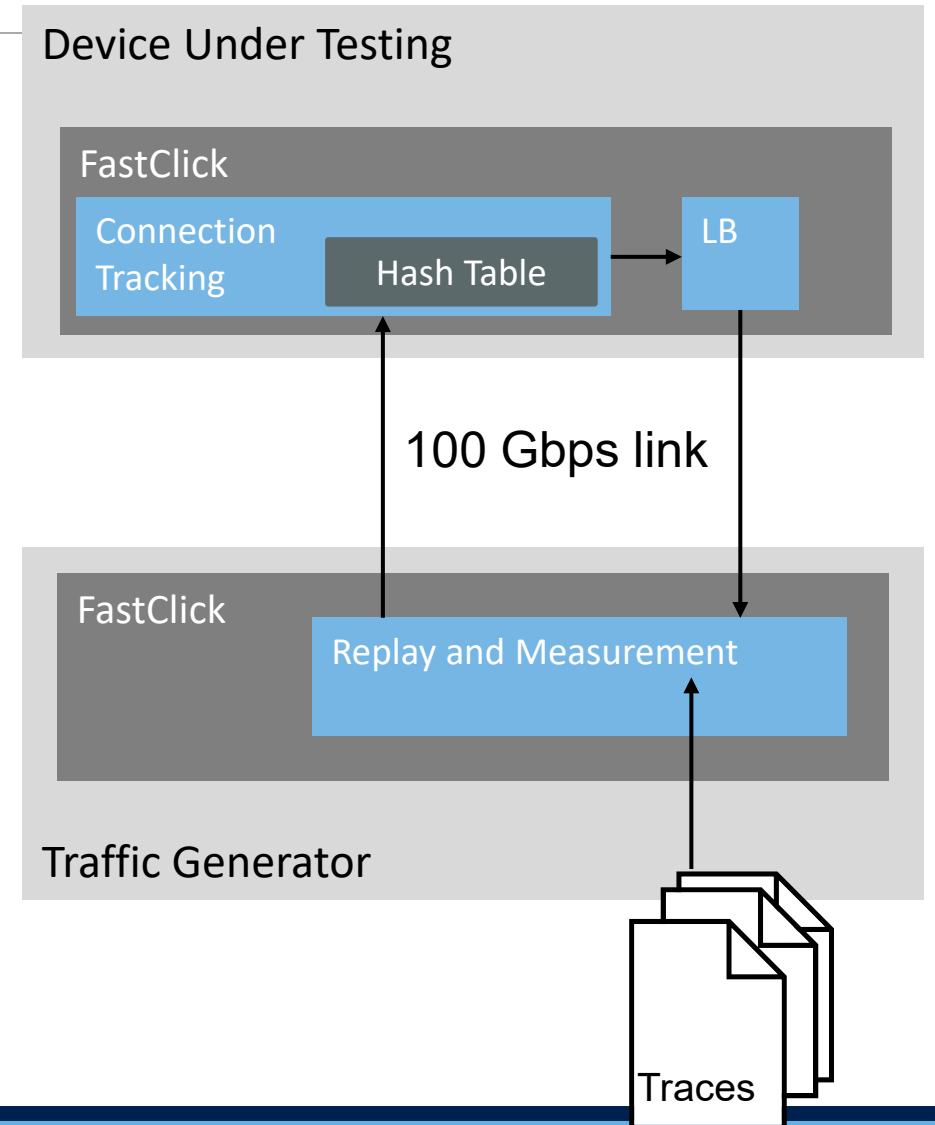 Device Under Testing
FastClick
Connection
Tracking
Hash Table
LB
100 Gbps link
FastClick
Replay and Measurement
Traffic Generator
Traces